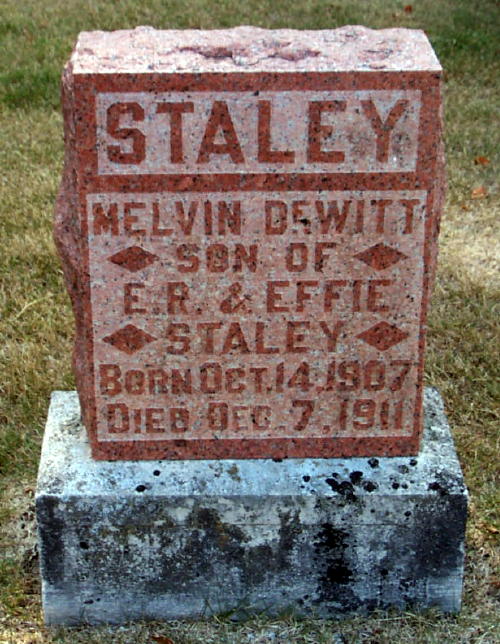 STALEY
MELVIN DEWITT
SON OF
E.R. & EFFIE
STALEY
BORN OCT. 14. 1907
DIED DEC. 7, 1911